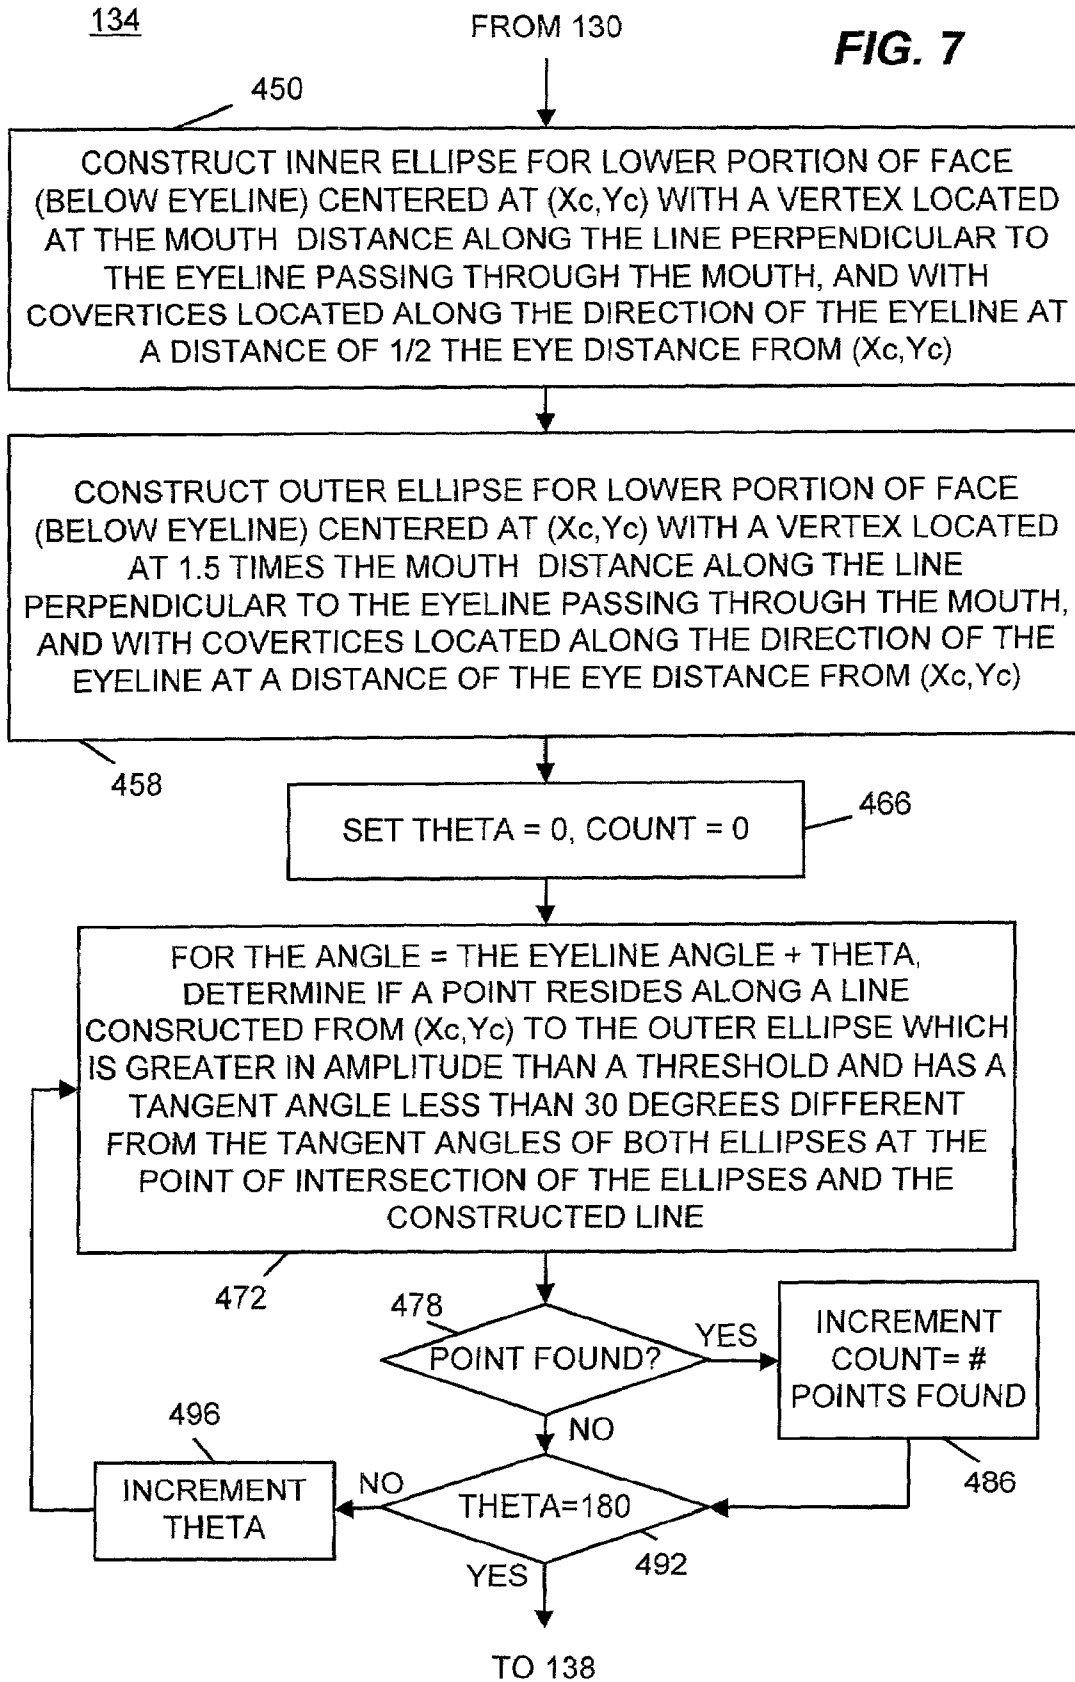 134
FROM 130
FIG. 7
450
CONSTRUCT INNER ELLIPSE FOR LOWER PORTION OF FACE
(BELOW EYELINE) CENTERED AT (Xc,Yc) WITH A VERTEX LOCATED
AT THE MOUTH DISTANCE ALONG THE LINE PERPENDICULAR TO
THE EYELINE PASSING THROUGH THE MOUTH, AND WITH
COVERTICES LOCATED ALONG THE DIRECTION OF THE EYELINE AT
A DISTANCE OF 1/2 THE EYE DISTANCE FROM (Xc,Yc)
CONSTRUCT OUTER ELLIPSE FOR LOWER PORTION OF FACE
(BELOW EYELINE) CENTERED AT (Xc,Yc) WITH A VERTEX LOCATED
AT 1.5 TIMES THE MOUTH DISTANCE ALONG THE LINE
PERPENDICULAR TO THE EYELINE PASSING THROUGH THE MOUTH,
AND WITH COVERTICES LOCATED ALONG THE DIRECTION OF THE
EYELINE AT A DISTANCE OF THE EYE DISTANCE FROM (Xc,Yc)
458
SET THETA = 0, COUNT = 0
466
FOR THE ANGLE = THE EYELINE ANGLE + THETA,
DETERMINE IF A POINT RESIDES ALONG A LINE
CONSRUCTED FROM (Xc,Yc) TO THE OUTER ELLIPSE WHICH
IS GREATER IN AMPLITUDE THAN A THRESHOLD AND HAS A
TANGENT ANGLE LESS THAN 30 DEGREES DIFFERENT
FROM THE TANGENT ANGLES OF BOTH ELLIPSES AT THE
POINT OF INTERSECTION OF THE ELLIPSES AND THE
CONSTRUCTED LINE
472
478
POINT FOUND?
YES
INCREMENT
COUNT= #
POINTS FOUND
486
NO
496
INCREMENT
THETA
NO
THETA=180
492
YES
TO 138